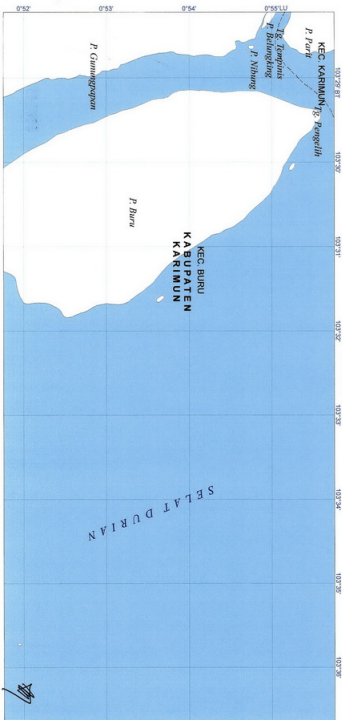 0°52'
0°53'
0°54'
0°55'LU
103°29' BT
103°30'
103°31'
103°32'
103°33'
103°34'
103°35'
103°36'
KEC. KARIMUN
P. Parit
Tg. Tempinis
P. Belungking
P. Nibung
Tg. Pengelih
P. Gunungpapan
P. Buru
KEC. BURU
KABUPATEN
KARIMUN
SELAT DURIAN